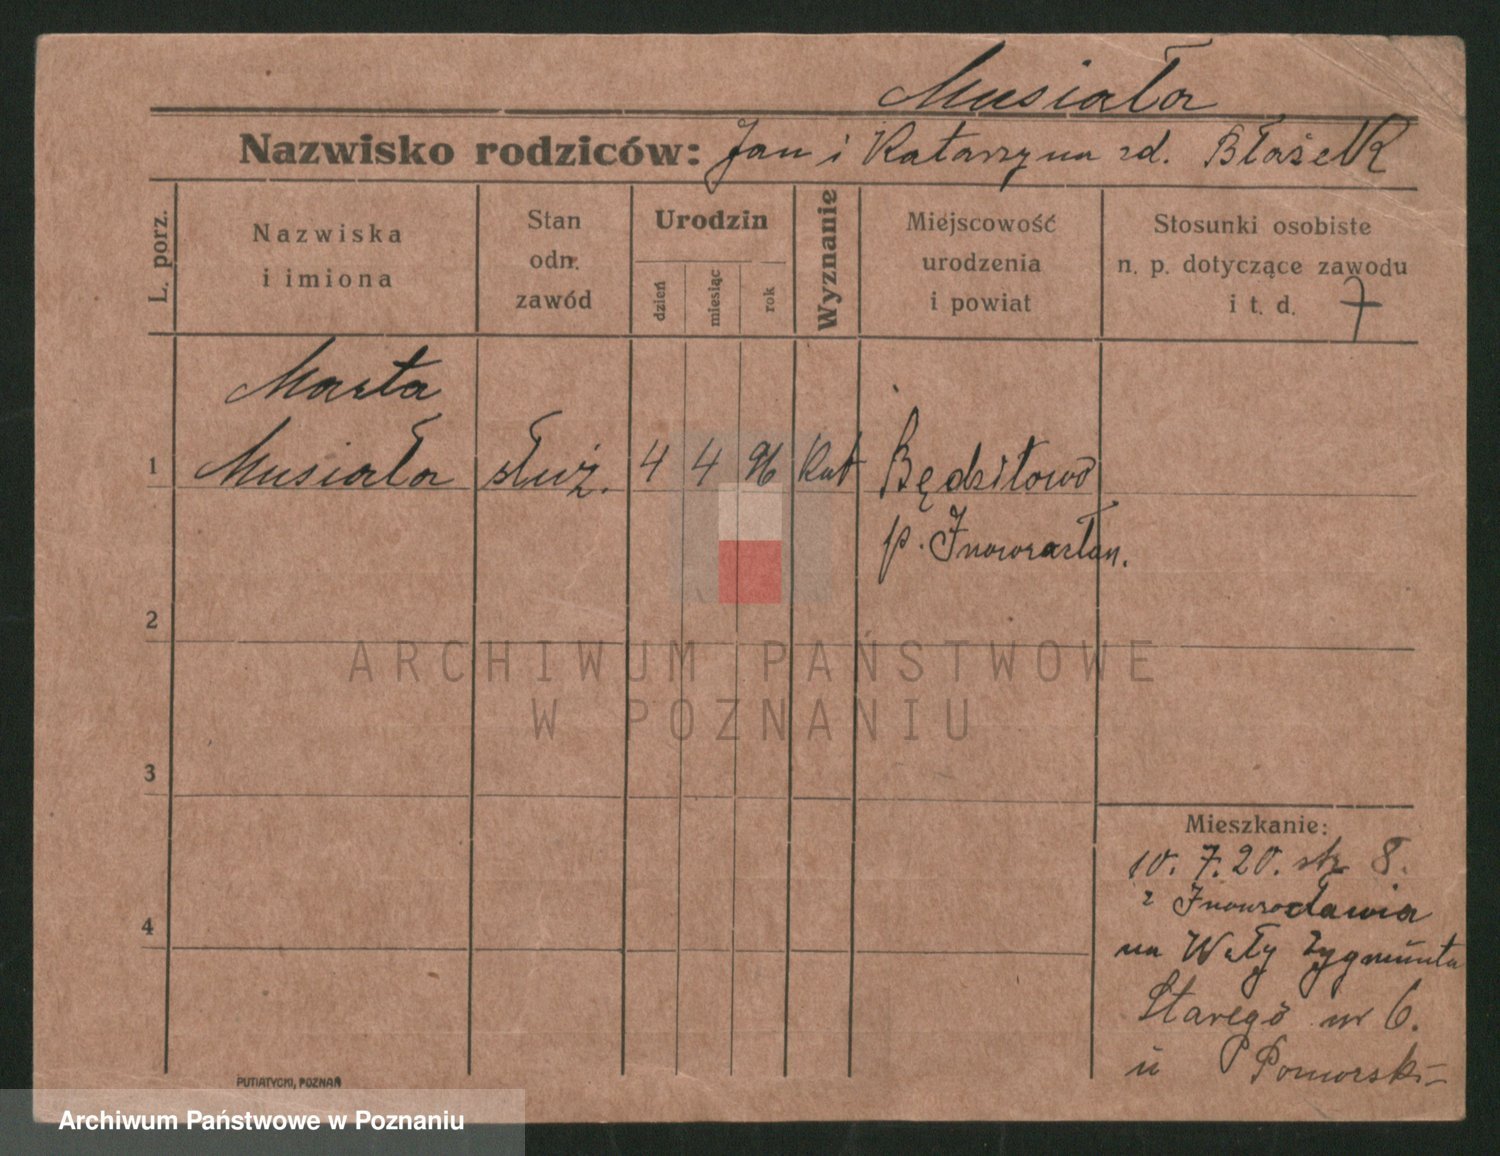 Musiała
Nazwisko rodziców: Jan i Katarzyna zd. Błażek
L. porz.
Nazwiska
i imiona
Stan
odn.
zawód
Urodzin
dzień
miesiąc
rok
Wyznanie
Miejscowość
urodzenia
i powiat
Stosunki osobiste
n. p. dotyczące zawodu
i t. d.
Marta
1 Musiała służ. 4 4 96 Kat Będzitowo
p. Inowrocław.
2
ARCHIWUM PAŃSTWOWE
W POZNANIU
3
Mieszkanie:
10. 7. 20. str 8.
z Inowrocławia
4
na Wały Zygmunta
Starego nr 6.
u Pomorski
PUTIATYCKI, POZNAŃ
Archiwum Państwowe w Poznaniu